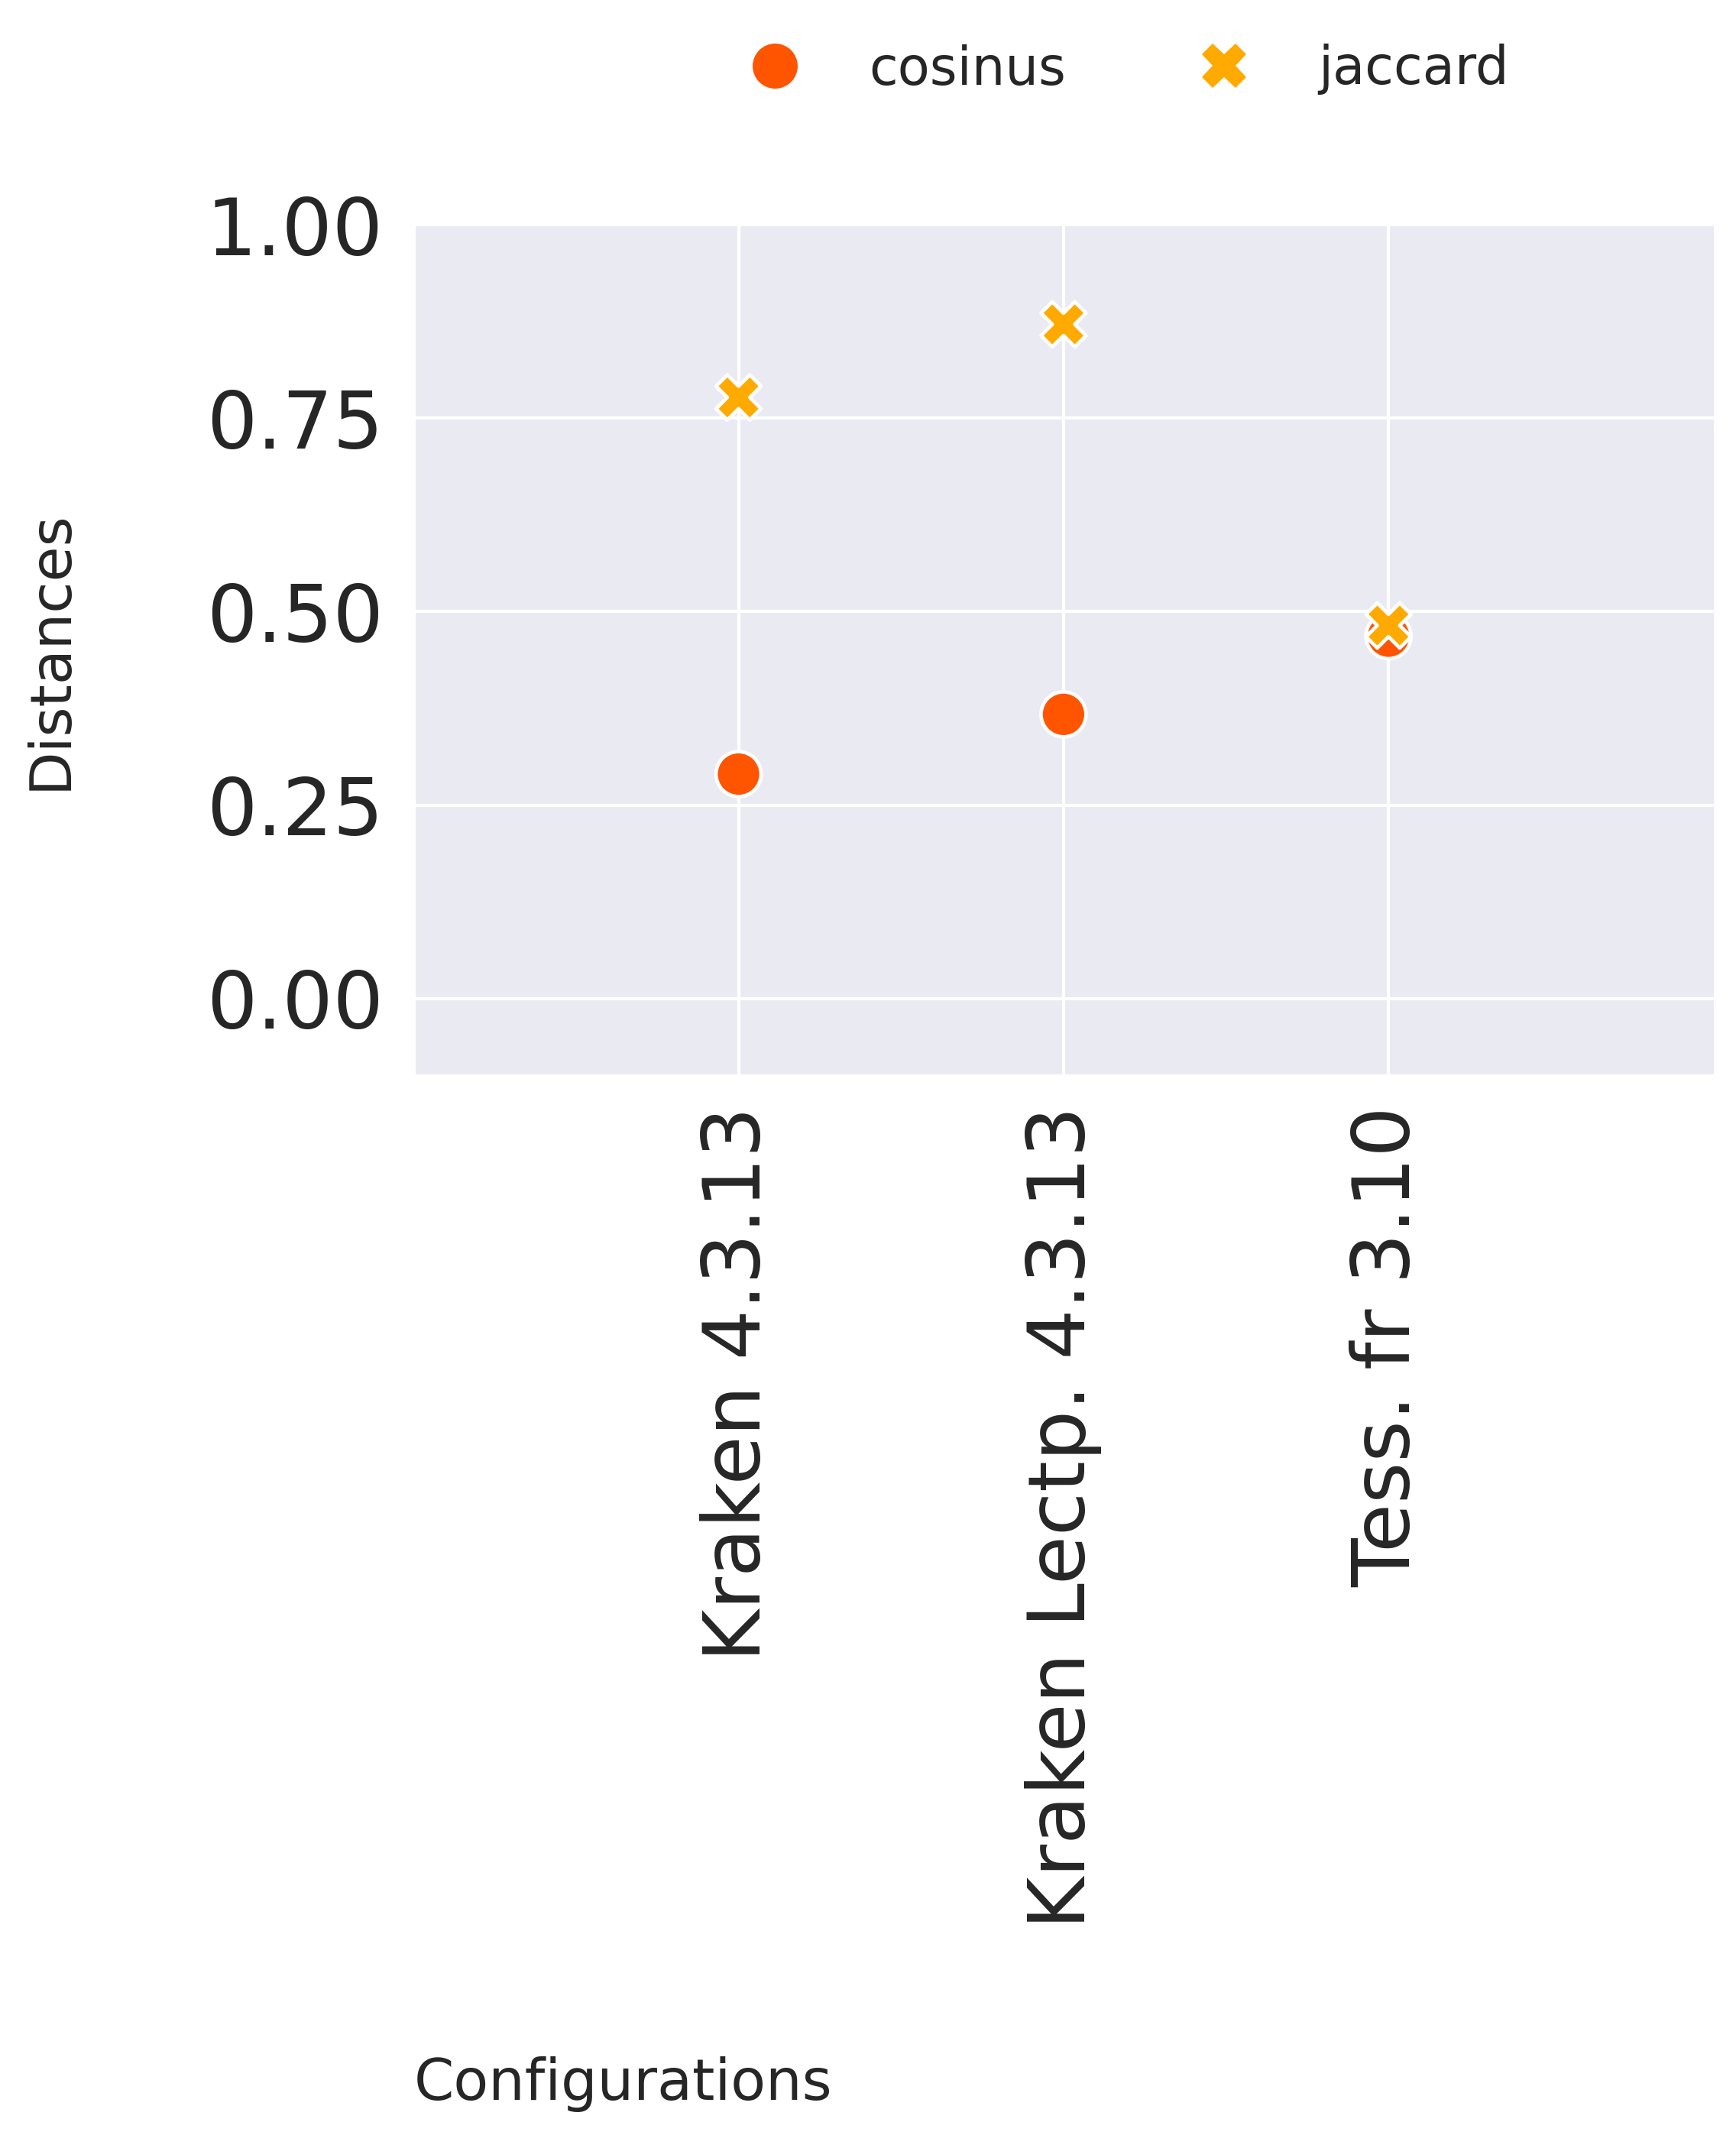 cosinus jaccard
1.00
0.75
0.50
0.25
0.00
Distances
Kraken 4.3.13
Kraken Lectp. 4.3.13
Tess. fr 3.10
Configurations